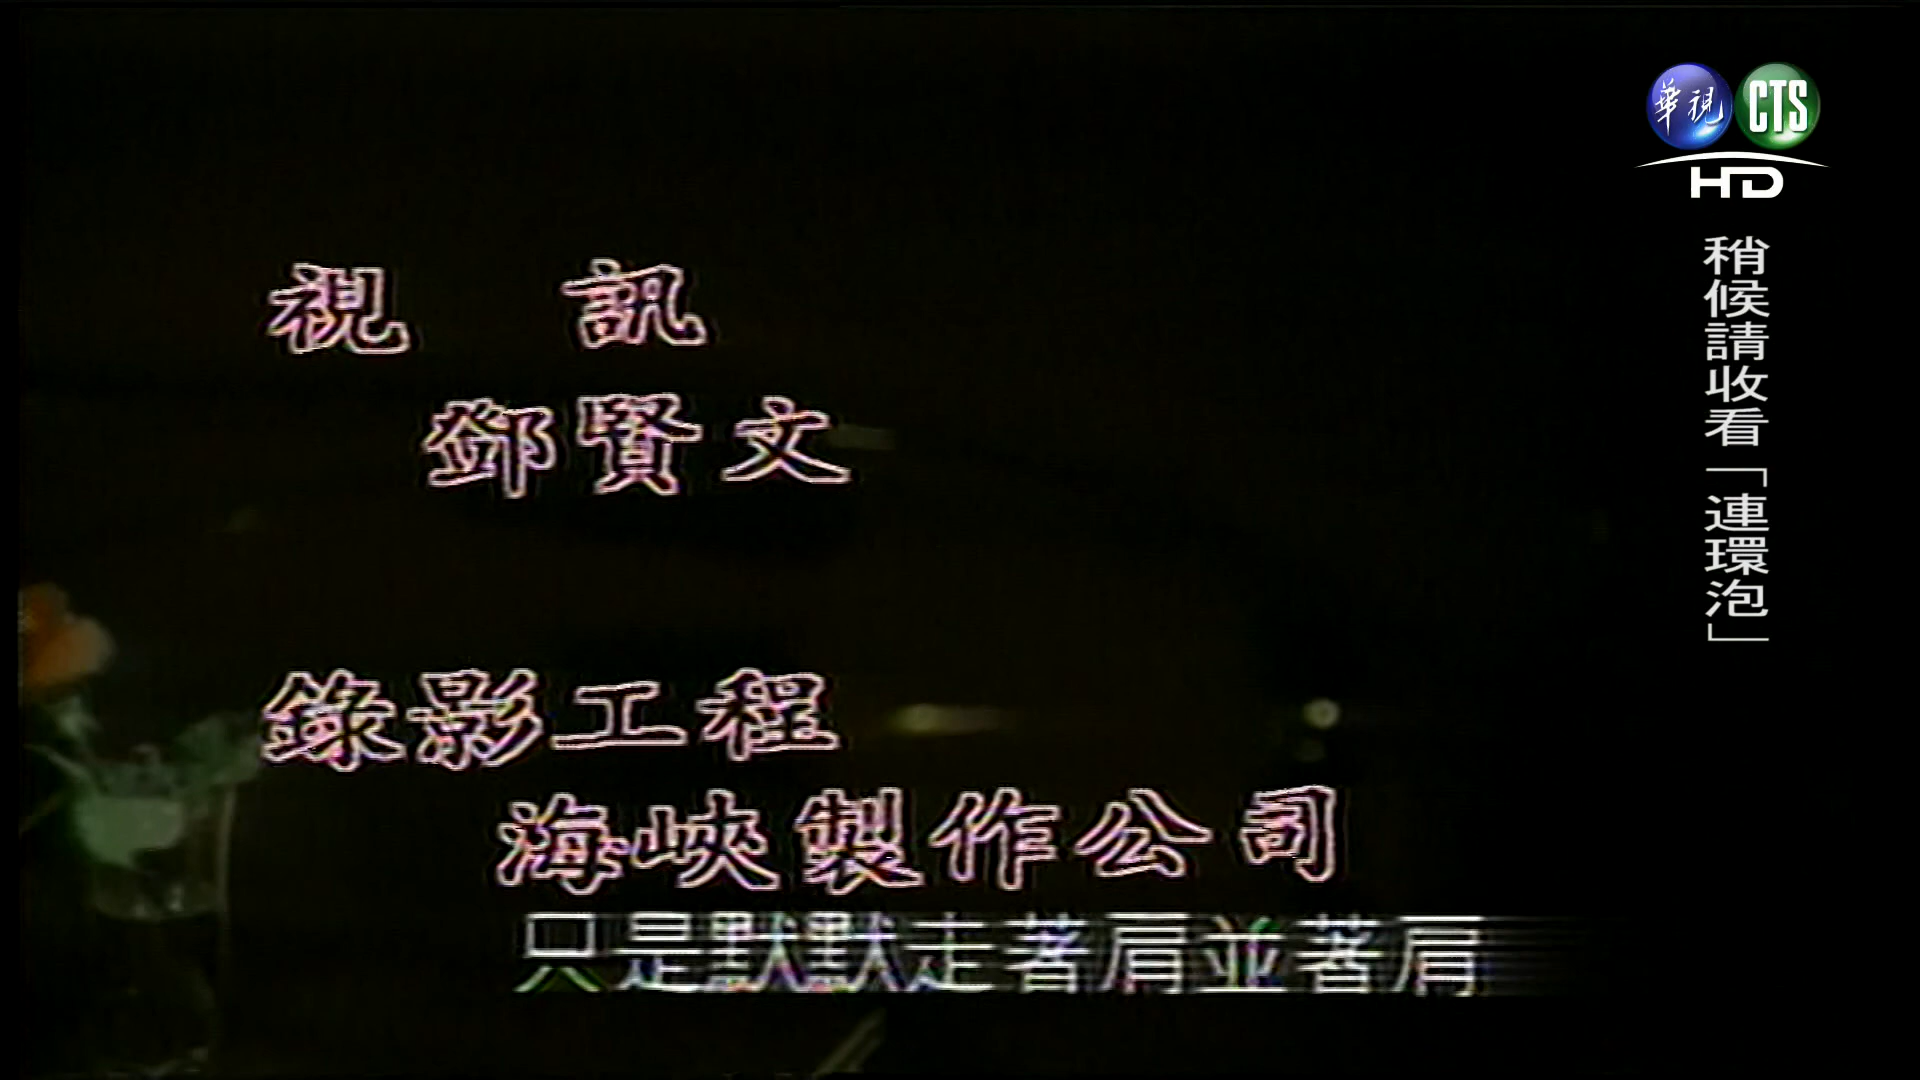 視 訊
鄧賢文
錄影工程
海峽製作公司
只是默默走著肩並著肩
華視 CTS
HD
稍候請收看「連環泡」